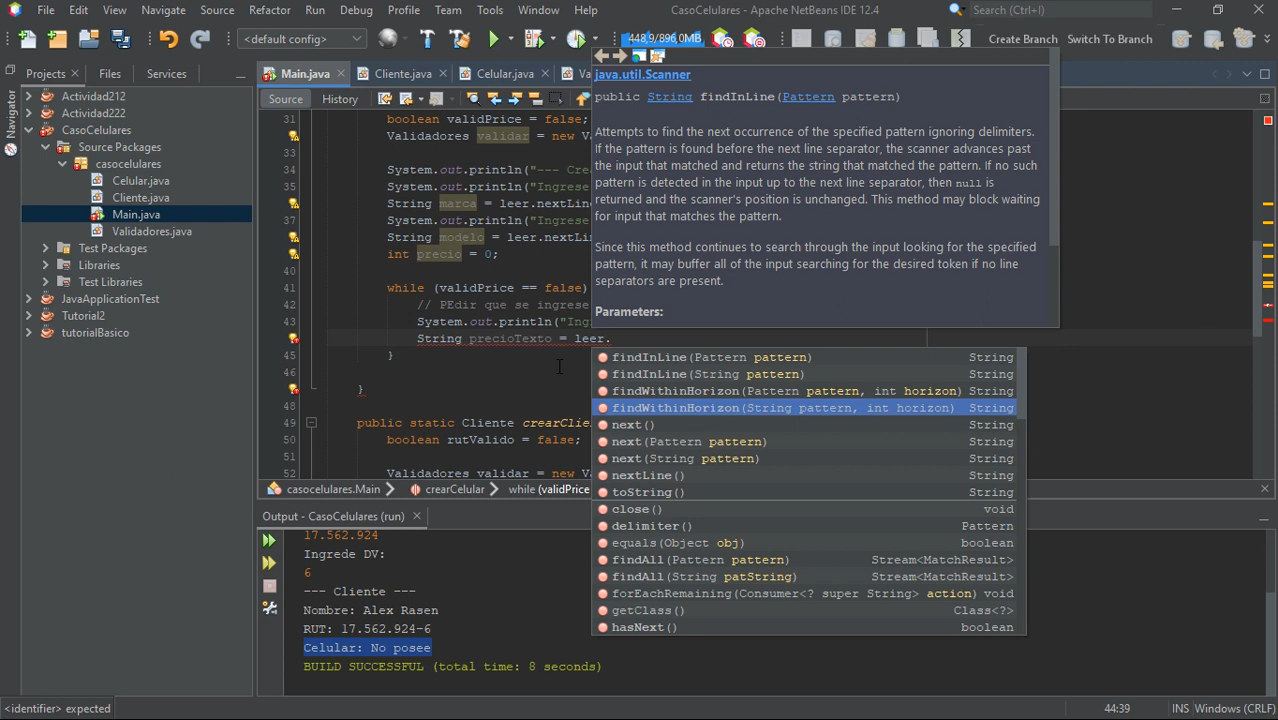 File Edit View Navigate Source Refactor Run Debug Profile Team Tools Window Help CasoCelulares - Apache NetBeans IDE 12.4 Search (Ctrl+I)
<default config> 448,9/896,0MB Create Branch Switch To Branch
Projects Files Services Main.java Cliente.java Celular.java
Navigator
Source History
Actividad212
Actividad222
CasoCelulares
Source Packages
casocelulares
Celular.java
Cliente.java
Main.java
Validadores.java
Test Packages
Libraries
Test Libraries
JavaApplicationTest
Tutorial2
tutorialBasico
31 boolean validPrice = false;
Validadores validar = new Va
33
34 System.out.println("--- Cre
35 System.out.println("Ingrese
String marca = leer.nextLin
37 System.out.println("Ingrese
String modelo = leer.nextLi
int precio = 0;
40
41 while (validPrice == false)
42 // PEdir que se ingrese
43 System.out.println("Ing
String precioTexto = leer.
45 }
46
}
48
49 public static Cliente crearClie
50 boolean rutValido = false;
51
52 Validadores validar = new Va
java.util.Scanner
public String findInLine(Pattern pattern)
Attempts to find the next occurrence of the specified pattern ignoring delimiters.
If the pattern is found before the next line separator, the scanner advances past
the input that matched and returns the string that matched the pattern. If no such
pattern is detected in the input up to the next line separator, then null is
returned and the scanner's position is unchanged. This method may block waiting
for input that matches the pattern.
Since this method continues to search through the input looking for the specified
pattern, it may buffer all of the input searching for the desired token if no line
separators are present.
Parameters:
findInLine(Pattern pattern) String
findInLine(String pattern) String
findWithinHorizon(Pattern pattern, int horizon) String
findWithinHorizon(String pattern, int horizon) String
next() String
next(Pattern pattern) String
next(String pattern) String
nextLine() String
toString() String
close() void
delimiter() Pattern
equals(Object obj) boolean
findAll(Pattern pattern) Stream<MatchResult>
findAll(String patString) Stream<MatchResult>
forEachRemaining(Consumer<? super String> action) void
getClass() Class<?>
hasNext() boolean
casocelulares.Main crearCelular while (validPrice
Output - CasoCelulares (run)
17.562.924
Ingrede DV:
6
--- Cliente ---
Nombre: Alex Rasen
RUT: 17.562.924-6
Celular: No posee
BUILD SUCCESSFUL (total time: 8 seconds)
<identifier> expected 44:39 INS Windows (CRLF)